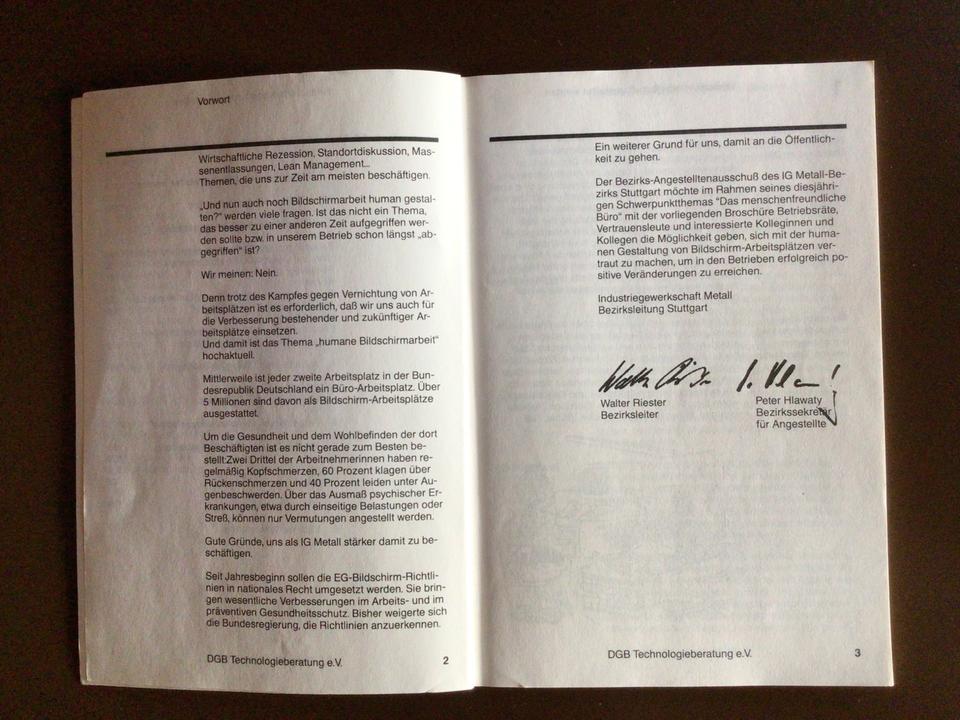 Vorwort
Wirtschaftliche Rezession, Standortdiskussion, Mas-
senentlassungen, Lean Management...
Themen, die uns zur Zeit am meisten beschäftigen.
„Und nun auch noch Bildschirmarbeit human gestal-
ten?“ werden viele fragen. Ist das nicht ein Thema,
das besser zu einer anderen Zeit aufgegriffen wer-
den sollte bzw. in unserem Betrieb schon längst „ab-
gegriffen“ ist?
Wir meinen: Nein.
Denn trotz des Kampfes gegen Vernichtung von Ar-
beitsplätzen ist es erforderlich, daß wir uns auch für
die Verbesserung bestehender und zukünftiger Ar-
beitsplätze einsetzen.
Und damit ist das Thema „humane Bildschirmarbeit“
hochaktuell.
Mittlerweile ist jeder zweite Arbeitsplatz in der Bun-
desrepublik Deutschland ein Büro-Arbeitsplatz. Über
5 Millionen sind davon als Bildschirm-Arbeitsplätze
ausgestattet.
Um die Gesundheit und dem Wohlbefinden der dort
Beschäftigten ist es nicht gerade zum Besten be-
stellt:Zwei Drittel der Arbeitnehmerinnen haben re-
gelmäßig Kopfschmerzen, 60 Prozent klagen über
Rückenschmerzen und 40 Prozent leiden unter Au-
genbeschwerden. Über das Ausmaß psychischer Er-
krankungen, etwa durch einseitige Belastungen oder
Streß, können nur Vermutungen angestellt werden.
Gute Gründe, uns als IG Metall stärker damit zu be-
schäftigen.
Seit Jahresbeginn sollen die EG-Bildschirm-Richtli-
nien in nationales Recht umgesetzt werden. Sie brin-
gen wesentliche Verbesserungen im Arbeits- und im
präventiven Gesundheitsschutz. Bisher weigerte sich
die Bundesregierung, die Richtlinien anzuerkennen.
DGB Technologieberatung e.V. 2
Ein weiterer Grund für uns, damit an die Öffentlich-
keit zu gehen.
Der Bezirks-Angestelltenausschuß des IG Metall-Be-
zirks Stuttgart möchte im Rahmen seines diesjähri-
gen Schwerpunktthemas "Das menschenfreundliche
Büro" mit der vorliegenden Broschüre Betriebsräte,
Vertrauensleute und interessierte Kolleginnen und
Kollegen die Möglichkeit geben, sich mit der huma-
nen Gestaltung von Bildschirm-Arbeitsplätzen ver-
traut zu machen, um in den Betrieben erfolgreich po-
sitive Veränderungen zu erreichen.
Industriegewerkschaft Metall
Bezirksleitung Stuttgart
Walter Riester
Bezirksleiter
Peter Hlawaty
Bezirkssekretär
für Angestellte
DGB Technologieberatung e.V. 3